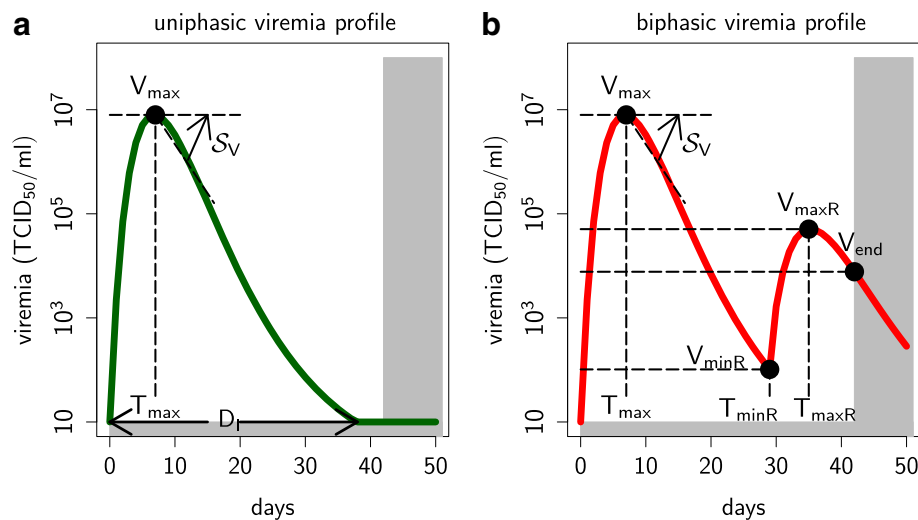 a uniphasic viremia profile
V_max
S_V
viremia (TCID_50/ml)
10^7
10^5
10^3
10
T_max
D_I
0 10 20 30 40 50
days
b biphasic viremia profile
V_max
S_V
V_maxR
V_end
V_minR
viremia (TCID_50/ml)
10^7
10^5
10^3
10
T_max
T_minR
T_maxR
0 10 20 30 40 50
days